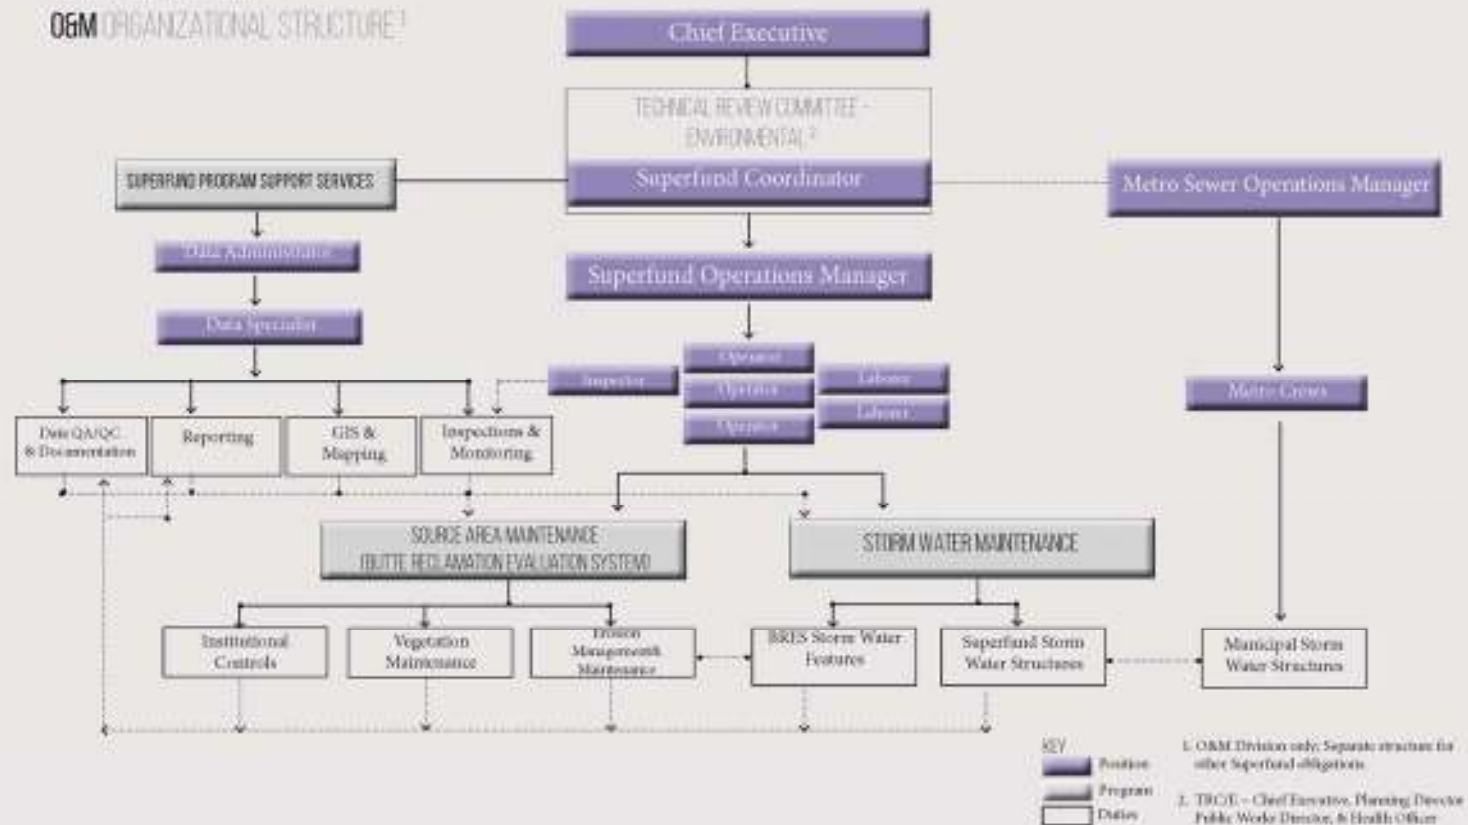 O&M ORGANIZATIONAL STRUCTURE 1
Chief Executive
TECHNICAL REVIEW COMMITTEE -
ENVIRONMENTAL 2
SUPERFUND PROGRAM SUPPORT SERVICES
Superfund Coordinator
Metro Sewer Operations Manager
Data Administrator
Superfund Operations Manager
Data Specialist
Inspector
Operator
Operator
Operator
Laborer
Laborer
Metro Crews
Data QA/QC
& Documentation
Reporting
GIS &
Mapping
Inspections &
Monitoring
SOURCE AREA MAINTENANCE
(BUTTE RECLAMATION EVALUATION SYSTEM)
STORM WATER MAINTENANCE
Institutional
Controls
Vegetation
Maintenance
Erosion
Management&
Maintenance
BRES Storm Water
Features
Superfund Storm
Water Structures
Municipal Storm
Water Structures
KEY
Position
Program
Duties
1. O&M Division only; Separate structure for
other Superfund obligations
2. TRC/E – Chief Executive, Planning Director
Public Works Director, & Health Officer